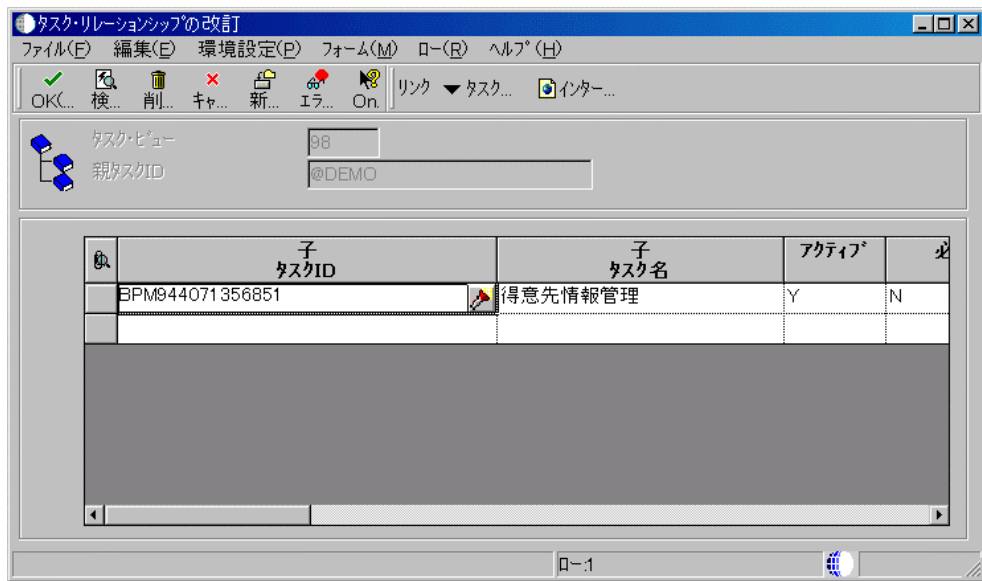 タスク・リレーションシップの改訂
ファイル(F) 編集(E) 環境設定(P) フォーム(M) ロー(R) ヘルプ(H)
OK(... 検... 削... キャ... 新... エラ... On. リンク タスク... インター...
タスク・ビュー 98
親タスクID @DEMO
子 子 アクティブ 必
タスクID タスク名
BPM944071356851 得意先情報管理 Y N
ロー:1